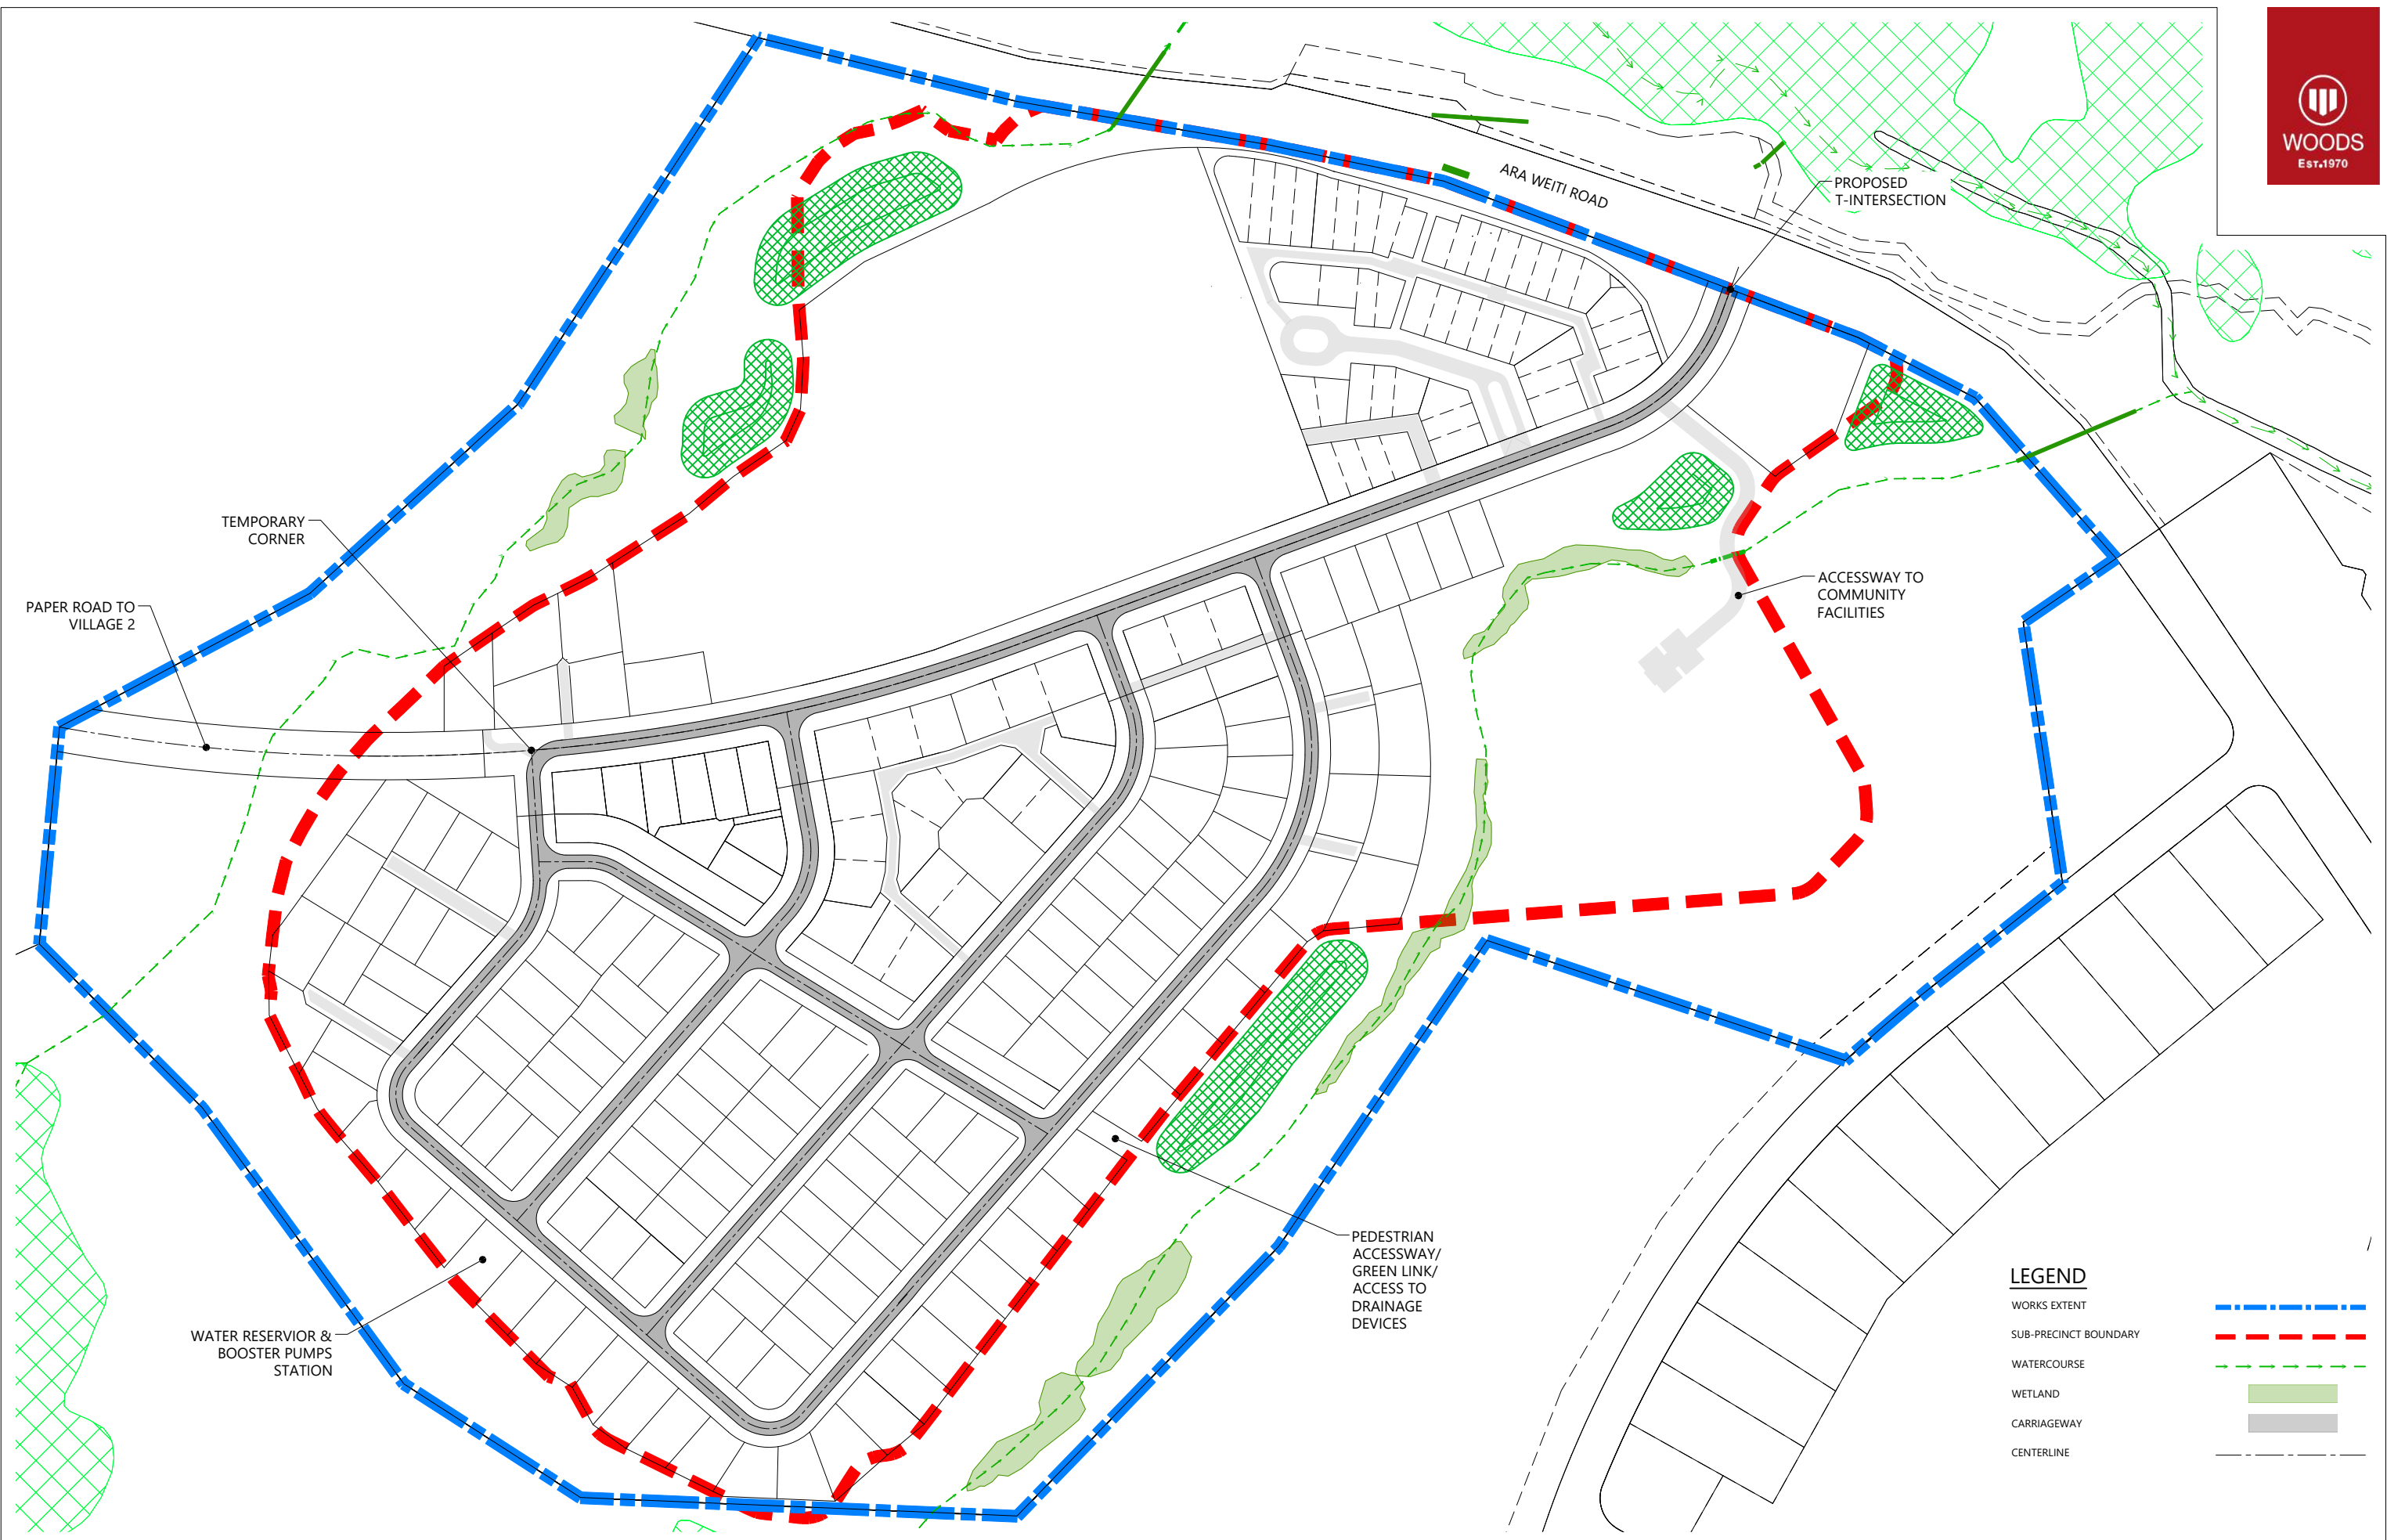 WOODS
EST.1970
ARA WEITI ROAD
PROPOSED
T-INTERSECTION
TEMPORARY
CORNER
PAPER ROAD TO
VILLAGE 2
ACCESSWAY TO
COMMUNITY
FACILITIES
PEDESTRIAN
ACCESSWAY/
GREEN LINK/
ACCESS TO
DRAINAGE
DEVICES
WATER RESERVIOR &
BOOSTER PUMPS
STATION
LEGEND
WORKS EXTENT
SUB-PRECINCT BOUNDARY
WATERCOURSE
WETLAND
CARRIAGEWAY
CENTERLINE